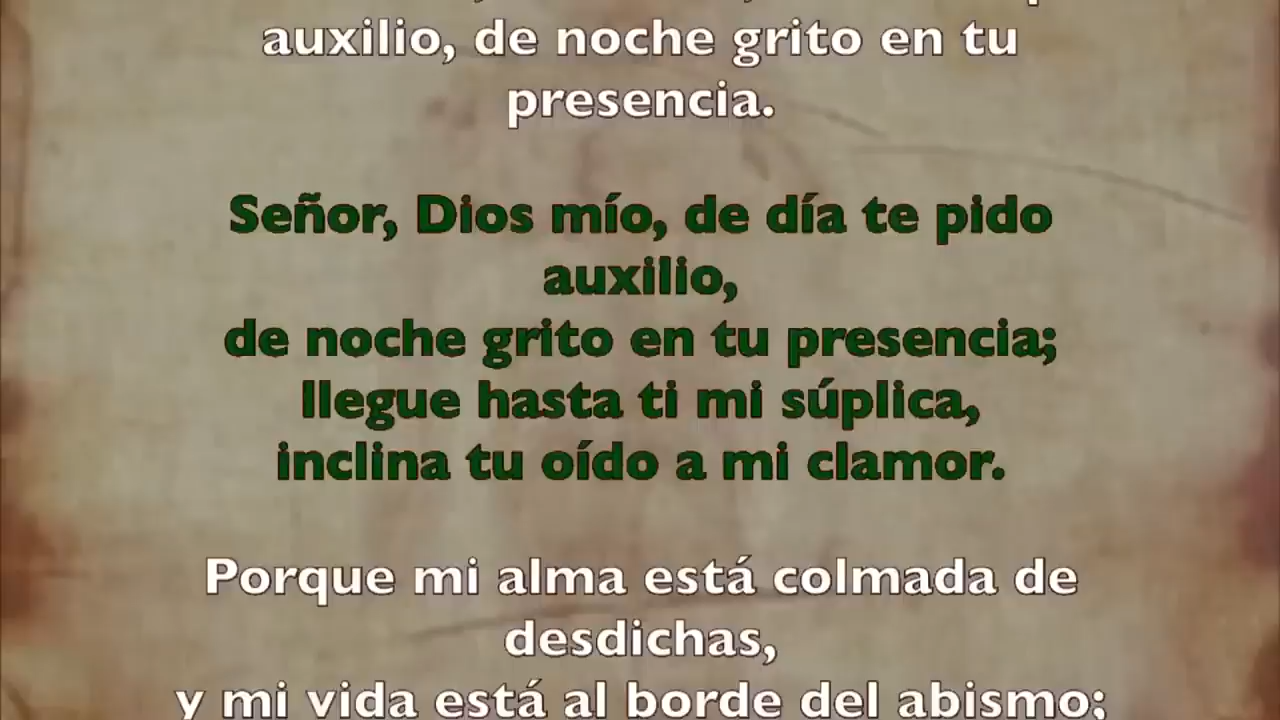 auxilio, de noche grito en tu
presencia.
Señor, Dios mío, de día te pido
auxilio,
de noche grito en tu presencia;
llegue hasta ti mi súplica,
inclina tu oído a mi clamor.
Porque mi alma está colmada de
desdichas,
y mi vida está al borde del abismo;